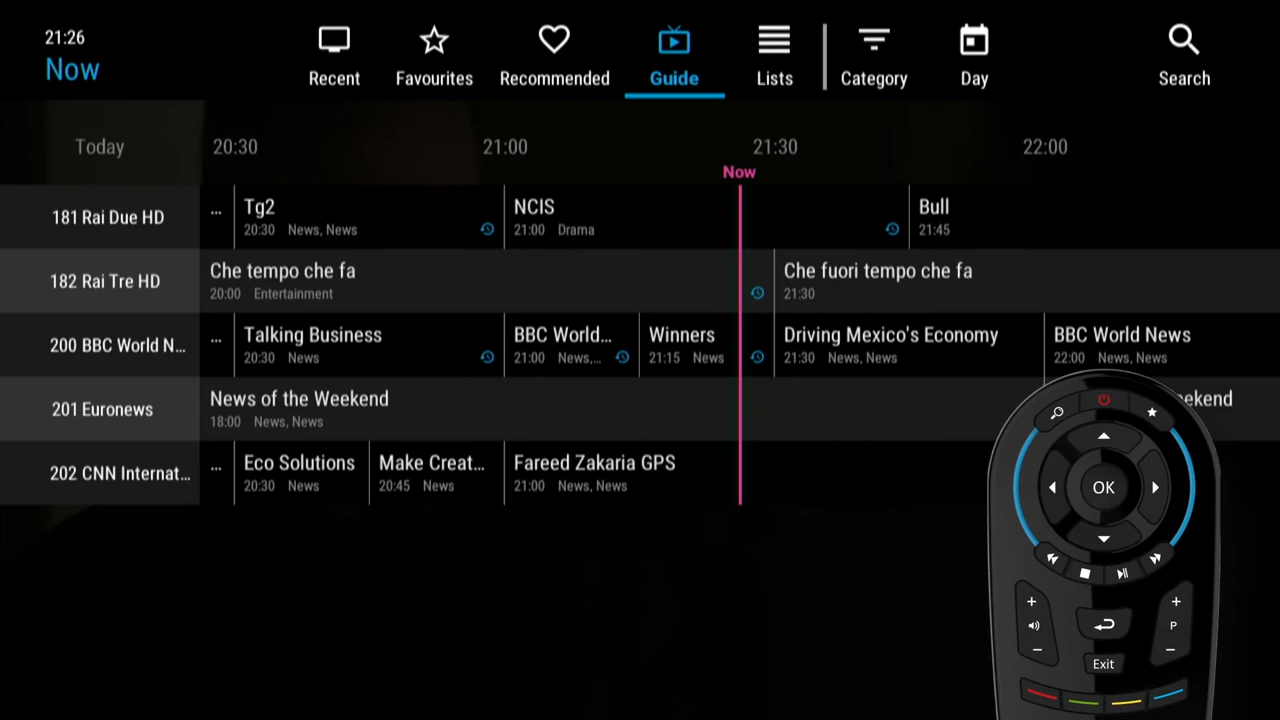 21:26
Now
Recent
Favourites
Recommended
Guide
Lists
Category
Day
Search
Today
20:30
21:00
21:30
22:00
Now
181 Rai Due HD
...
Tg2
20:30 News, News
NCIS
21:00 Drama
Bull
21:45
182 Rai Tre HD
Che tempo che fa
20:00 Entertainment
Che fuori tempo che fa
21:30
200 BBC World N...
...
Talking Business
20:30 News
BBC World...
21:00 News,...
Winners
21:15 News
Driving Mexico's Economy
21:30 News, News
BBC World News
22:00 News, News
201 Euronews
News of the Weekend
18:00 News, News
eekend
202 CNN Internat...
...
Eco Solutions
20:30 News
Make Creat...
20:45 News
Fareed Zakaria GPS
21:00 News, News
OK
+
+
P
-
-
Exit